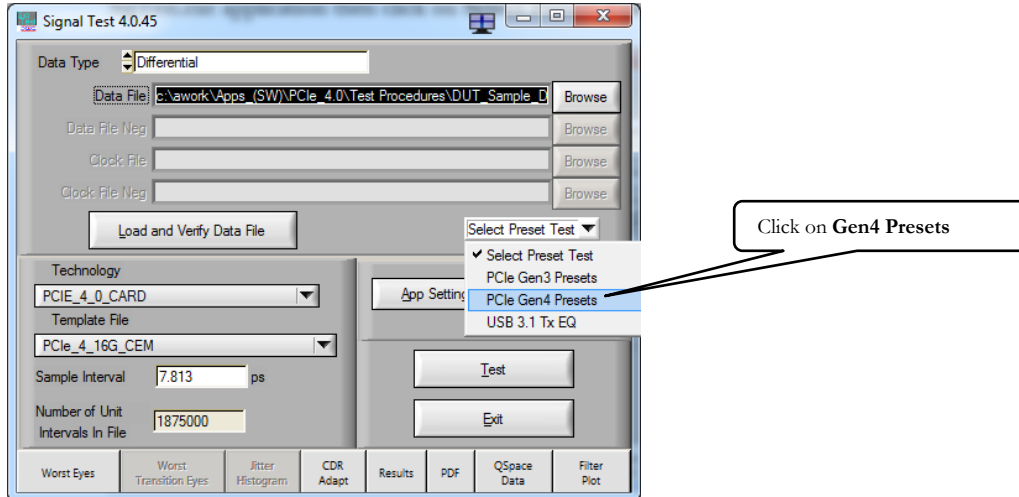 Signal Test 4.0.45
Data Type Differential
Data File c:\awork\Apps_(SW)\PCIe_4.0\Test Procedures\DUT_Sample_D Browse
Data File Neg Browse
Clock File Browse
Clock File Neg Browse
Load and Verify Data File Select Preset Test
Select Preset Test
PCIe Gen3 Presets
PCIe Gen4 Presets
USB 3.1 Tx EQ
Click on Gen4 Presets
Technology
PCIE_4_0_CARD
App Setting
Template File
PCIe_4_16G_CEM
Sample Interval 7.813 ps
Test
Number of Unit
Intervals In File
1875000
Exit
Worst Eyes
Worst
Transition Eyes
Jitter
Histogram
CDR
Adapt
Results
PDF
QSpace
Data
Filter
Plot